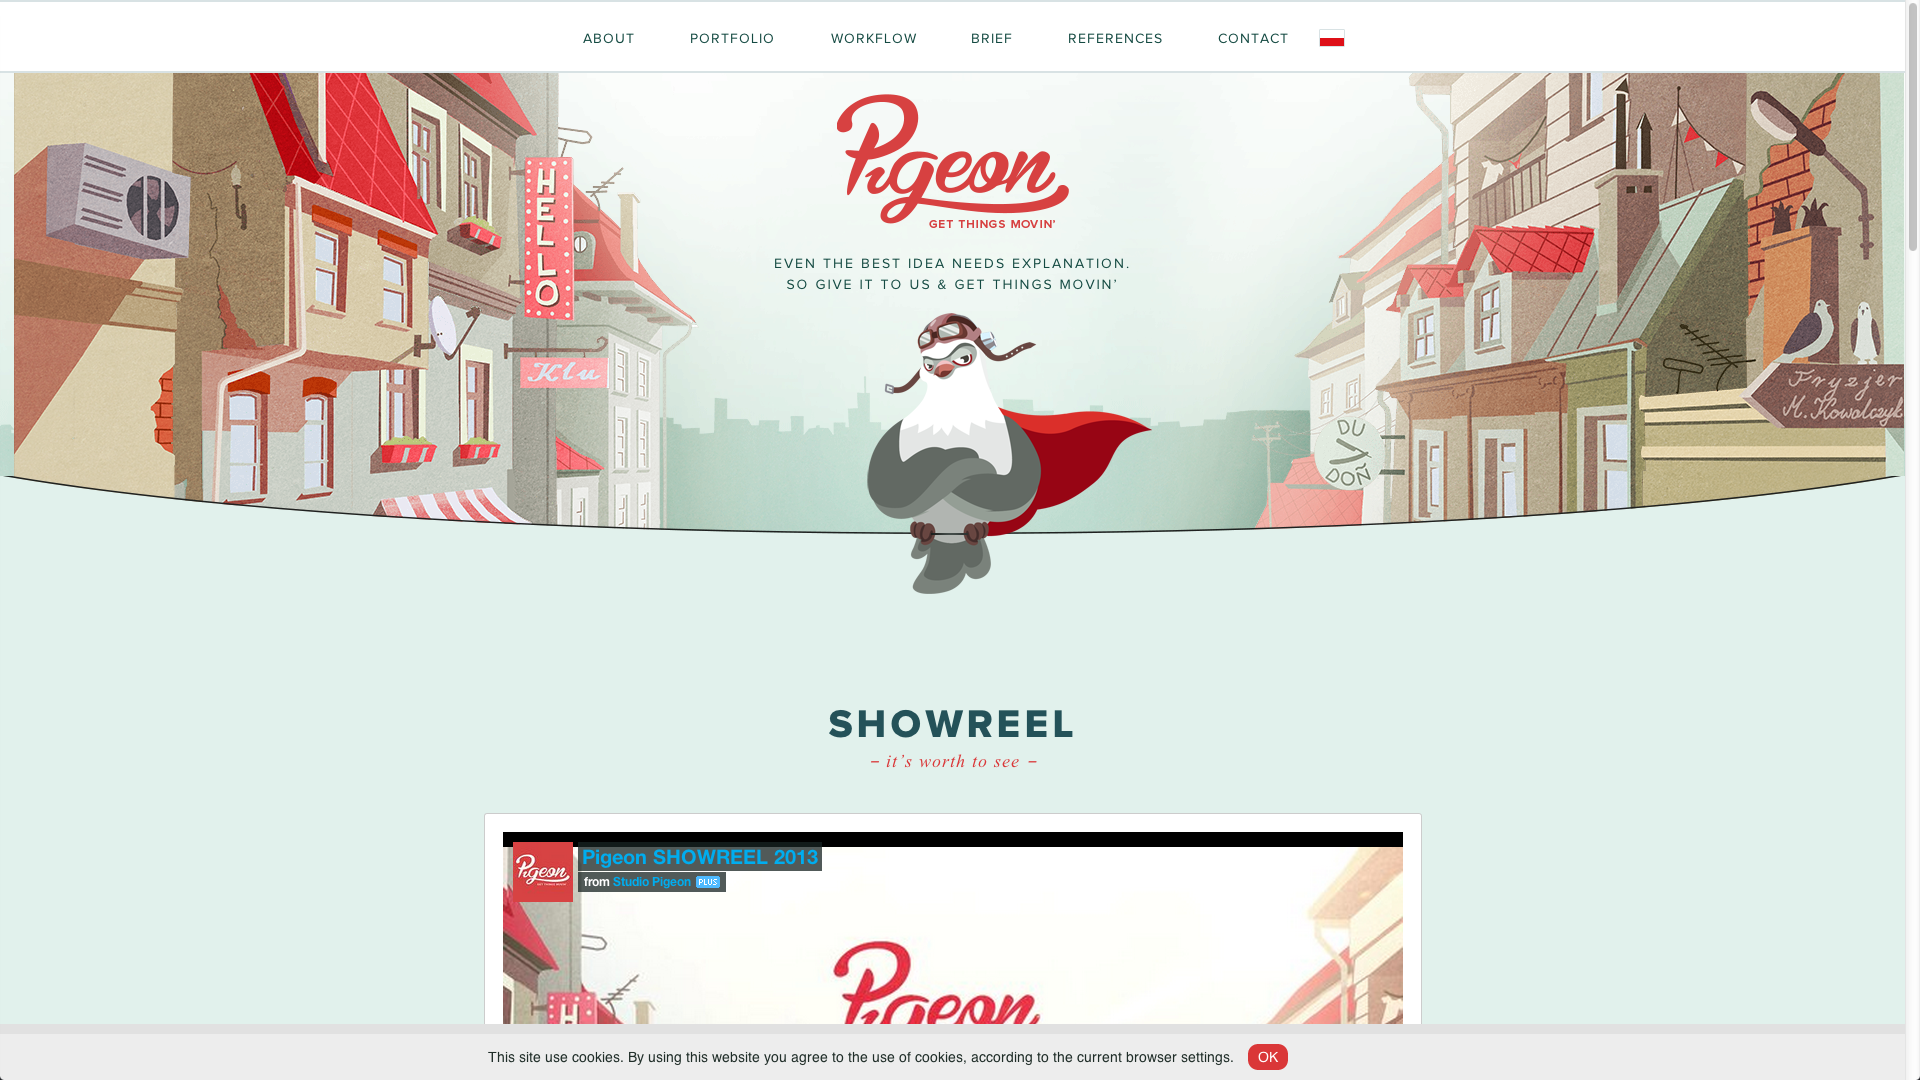 ABOUT
PORTFOLIO
WORKFLOW
BRIEF
REFERENCES
CONTACT
Pigeon
GET THINGS MOVIN'
EVEN THE BEST IDEA NEEDS EXPLANATION.
SO GIVE IT TO US & GET THINGS MOVIN'
HELLO
Klu
DU
DOÑ
Fryzjer
M. Kowalczyk
SHOWREEL
– it's worth to see –
Pigeon
Pigeon SHOWREEL 2013
from Studio Pigeon PLUS
Pigeon
H
This site use cookies. By using this website you agree to the use of cookies, according to the current browser settings.
OK